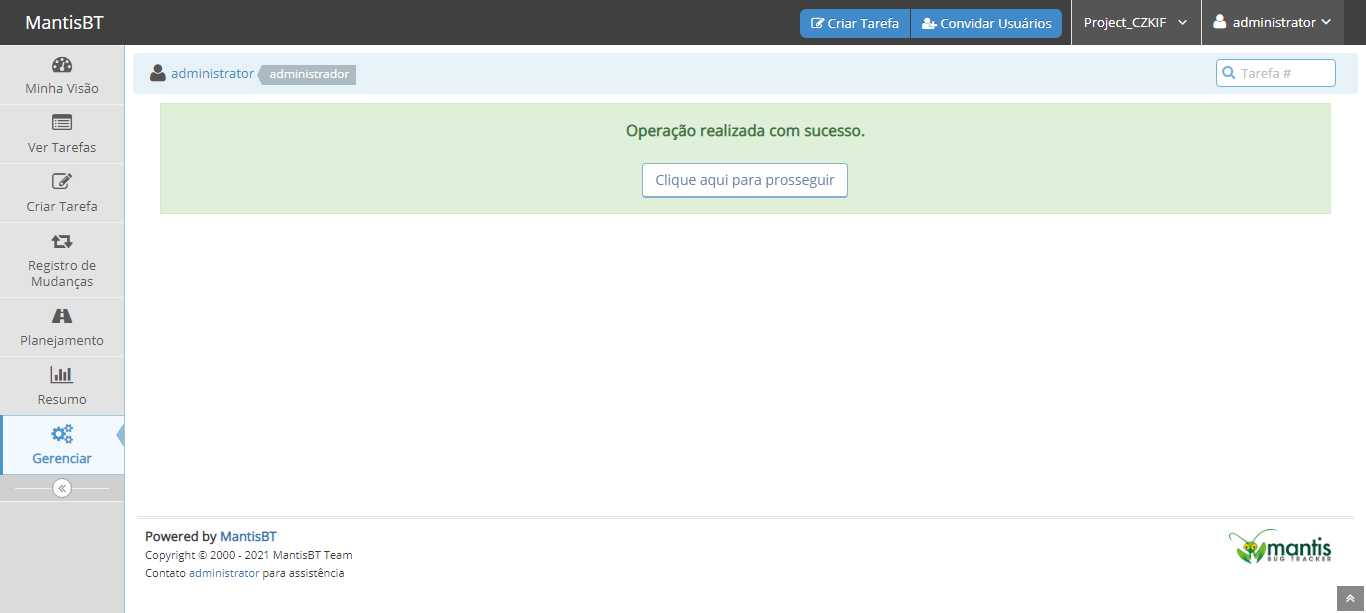 MantisBT
Criar Tarefa
Convidar Usuários
Project_CZKIF
administrator
Minha Visão
Ver Tarefas
Criar Tarefa
Registro de
Mudanças
Planejamento
Resumo
Gerenciar
administrator
administrador
Tarefa #
Operação realizada com sucesso.
Clique aqui para prosseguir
Powered by MantisBT
Copyright © 2000 - 2021 MantisBT Team
Contato administrator para assistência
mantis
BUG TRACKER